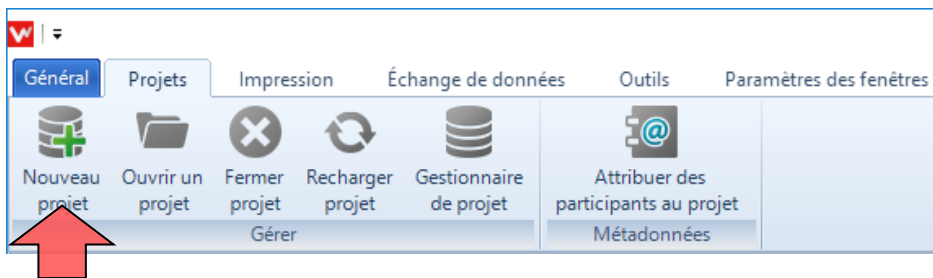 Général Projets Impression Échange de données Outils Paramètres des fenêtres
Nouveau Ouvrir un Fermer Recharger Gestionnaire Attribuer des
projet projet projet projet de projet participants au projet
Gérer Métadonnées